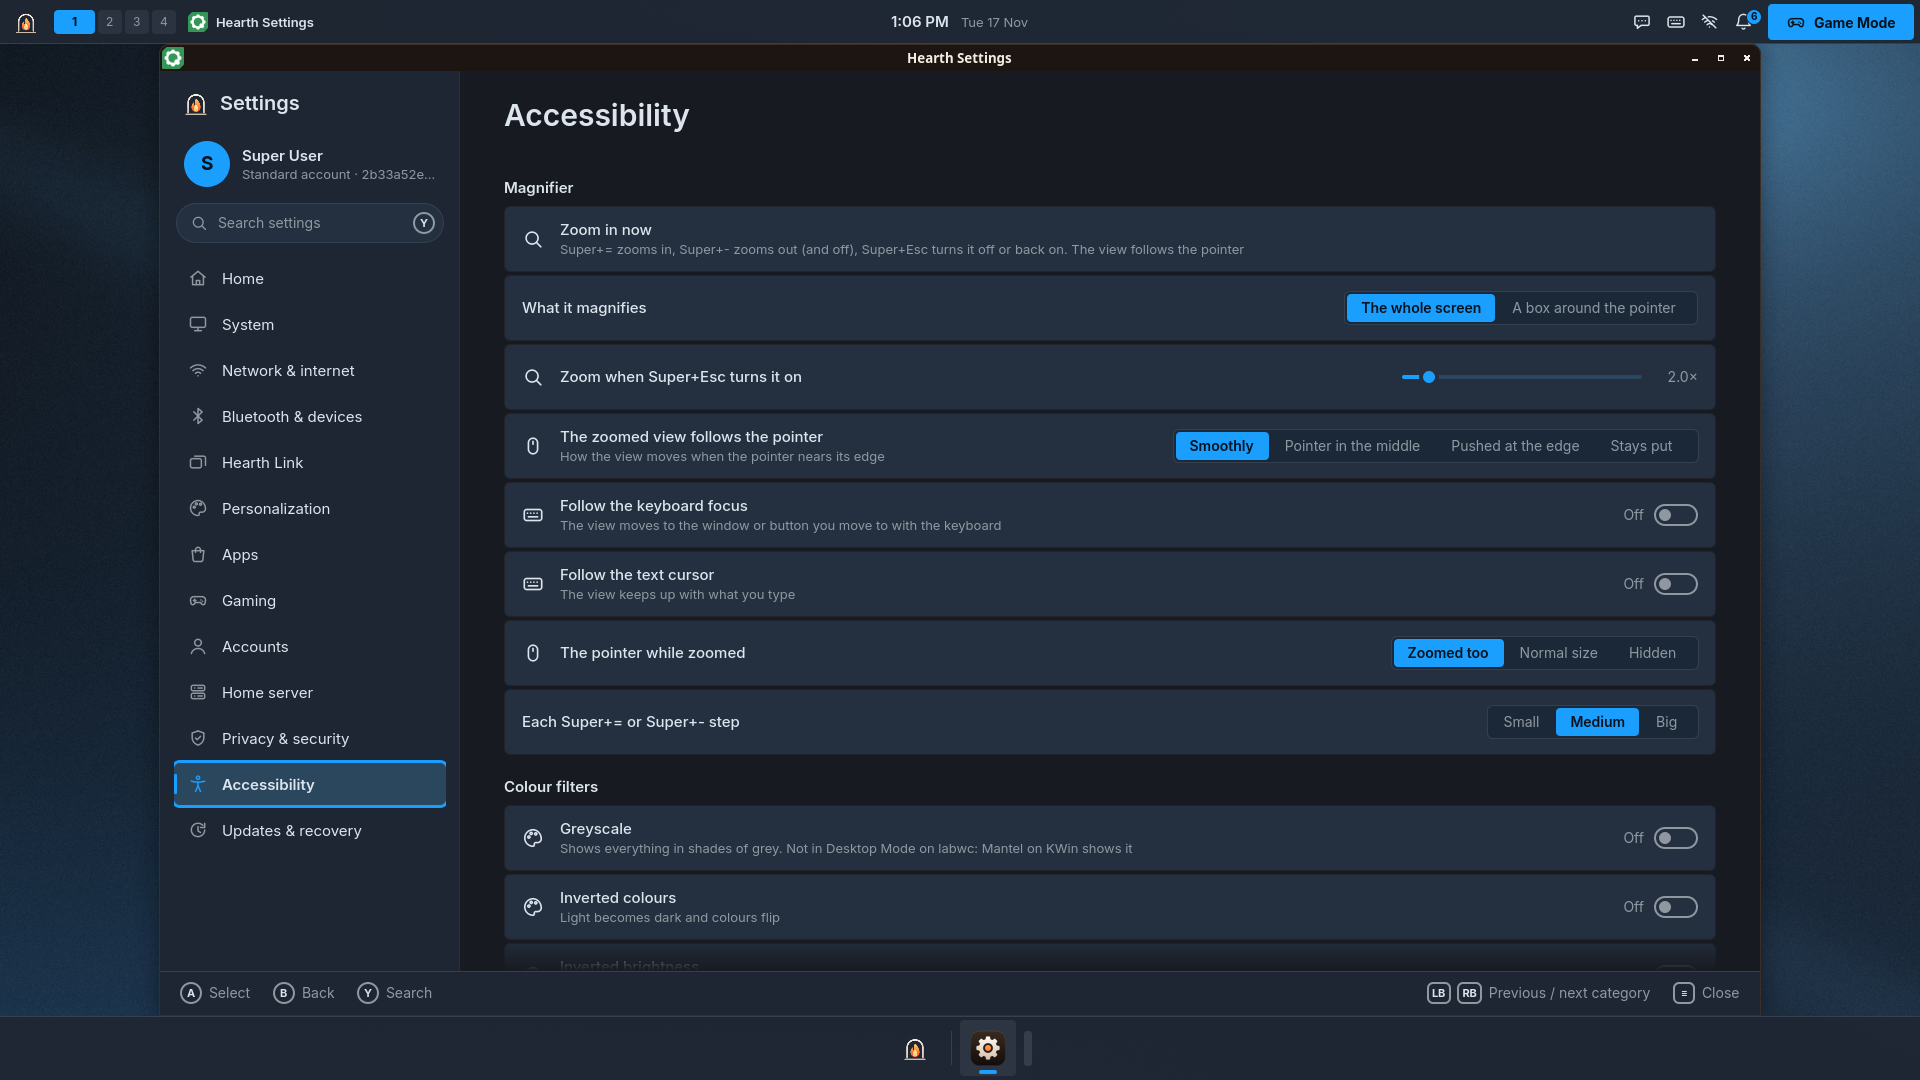 1 2 3 4 Hearth Settings 1:06 PM Tue 17 Nov 6 Game Mode
Hearth Settings
Settings
S Super User
Standard account · 2b33a52e...
Search settings Y
Home
System
Network & internet
Bluetooth & devices
Hearth Link
Personalization
Apps
Gaming
Accounts
Home server
Privacy & security
Accessibility
Updates & recovery
Accessibility
Magnifier
Zoom in now
Super+= zooms in, Super+- zooms out (and off), Super+Esc turns it off or back on. The view follows the pointer
What it magnifies The whole screen A box around the pointer
Zoom when Super+Esc turns it on 2.0×
The zoomed view follows the pointer Smoothly Pointer in the middle Pushed at the edge Stays put
How the view moves when the pointer nears its edge
Follow the keyboard focus Off
The view moves to the window or button you move to with the keyboard
Follow the text cursor Off
The view keeps up with what you type
The pointer while zoomed Zoomed too Normal size Hidden
Each Super+= or Super+- step Small Medium Big
Colour filters
Greyscale Off
Shows everything in shades of grey. Not in Desktop Mode on labwc: Mantel on KWin shows it
Inverted colours Off
Light becomes dark and colours flip
Inverted brightness
A Select B Back Y Search LB RB Previous / next category ≡ Close